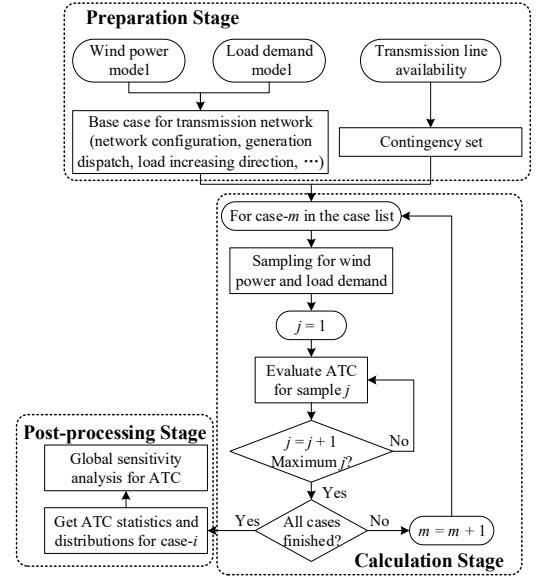 Preparation Stage
Wind power
model
Load demand
model
Transmission line
availability
Base case for transmission network
(network configuration, generation
dispatch, load increasing direction, ⋯)
Contingency set
For case-m in the case list
Sampling for wind
power and load demand
j = 1
Evaluate ATC
for sample j
j = j + 1
Maximum j?
No
Yes
All cases
finished?
Yes
No
m = m + 1
Calculation Stage
Post-processing Stage
Global sensitivity
analysis for ATC
Get ATC statistics and
distributions for case-i